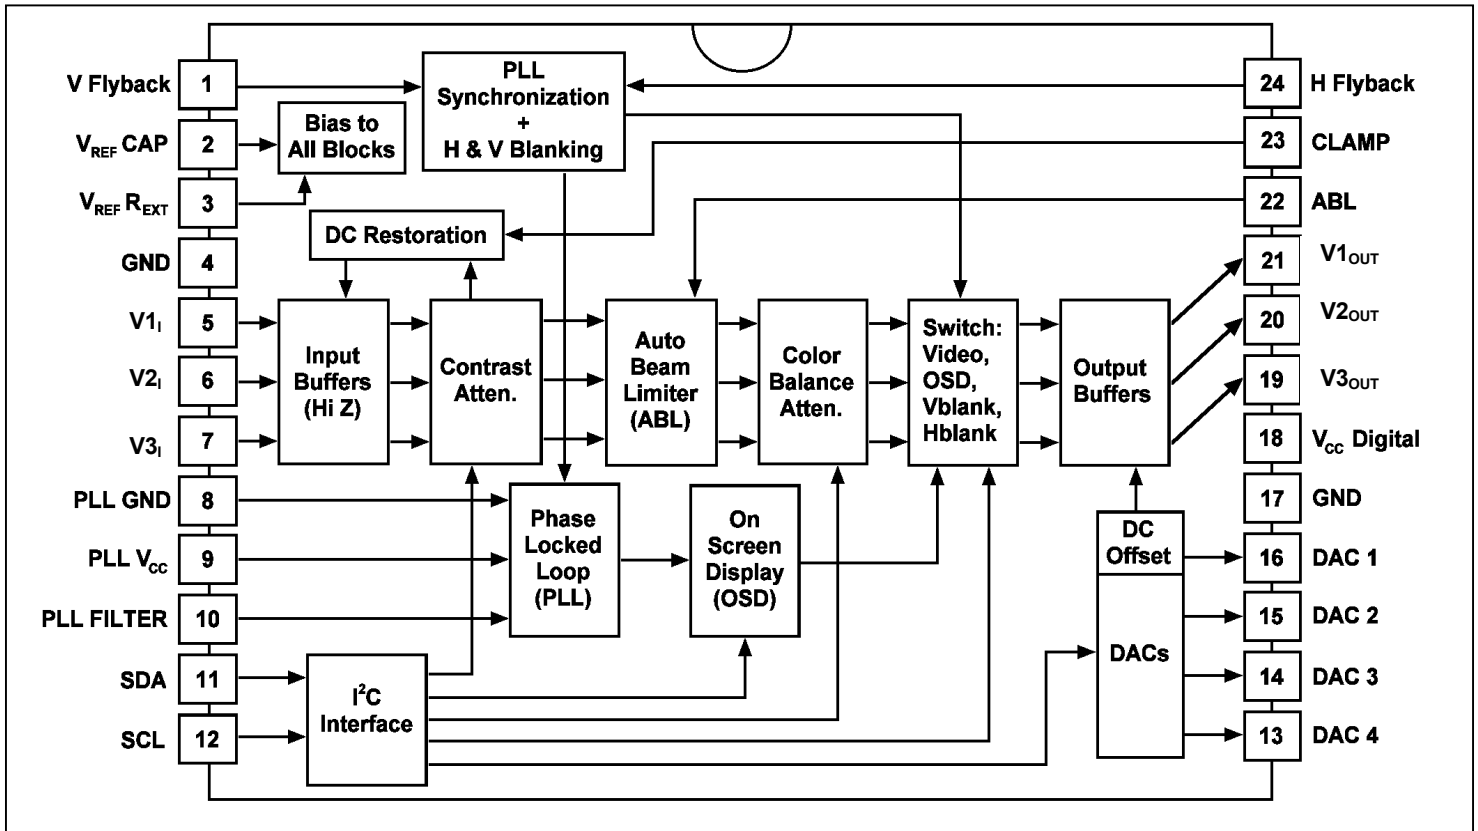 V Flyback
1
V_REF CAP
2
V_REF R_EXT
3
GND
4
V1_I
5
V2_I
6
V3_I
7
PLL GND
8
PLL V_CC
9
PLL FILTER
10
SDA
11
SCL
12
PLL
Synchronization
+
H & V Blanking
Bias to
All Blocks
DC Restoration
Input
Buffers
(Hi Z)
Contrast
Atten.
Auto
Beam
Limiter
(ABL)
Color
Balance
Atten.
Switch:
Video,
OSD,
Vblank,
Hblank
Output
Buffers
Phase
Locked
Loop
(PLL)
On
Screen
Display
(OSD)
DC
Offset
DACs
I²C
Interface
24
H Flyback
23
CLAMP
22
ABL
21
V1_OUT
20
V2_OUT
19
V3_OUT
18
V_CC Digital
17
GND
16
DAC 1
15
DAC 2
14
DAC 3
13
DAC 4